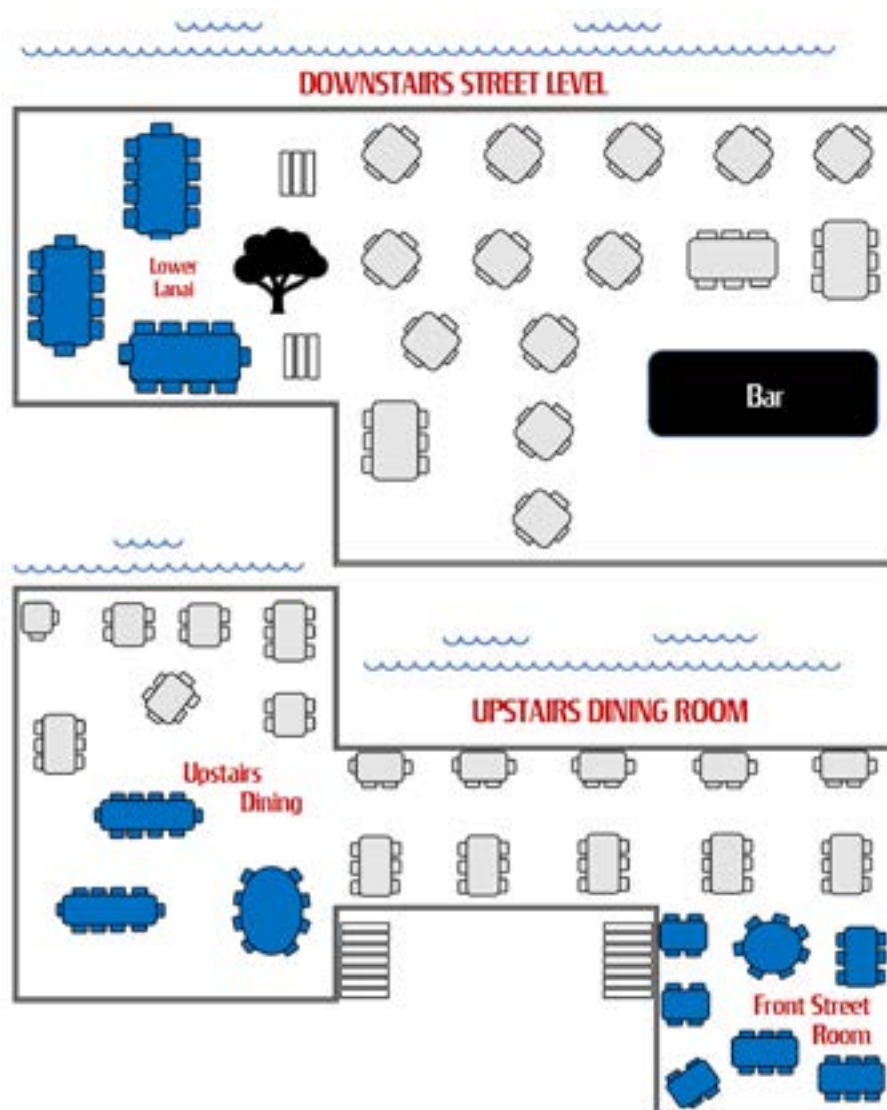 DOWNSTAIRS STREET LEVEL
Lower
Lanai
Bar
UPSTAIRS DINING ROOM
Upstairs
Dining
Front Street
Room